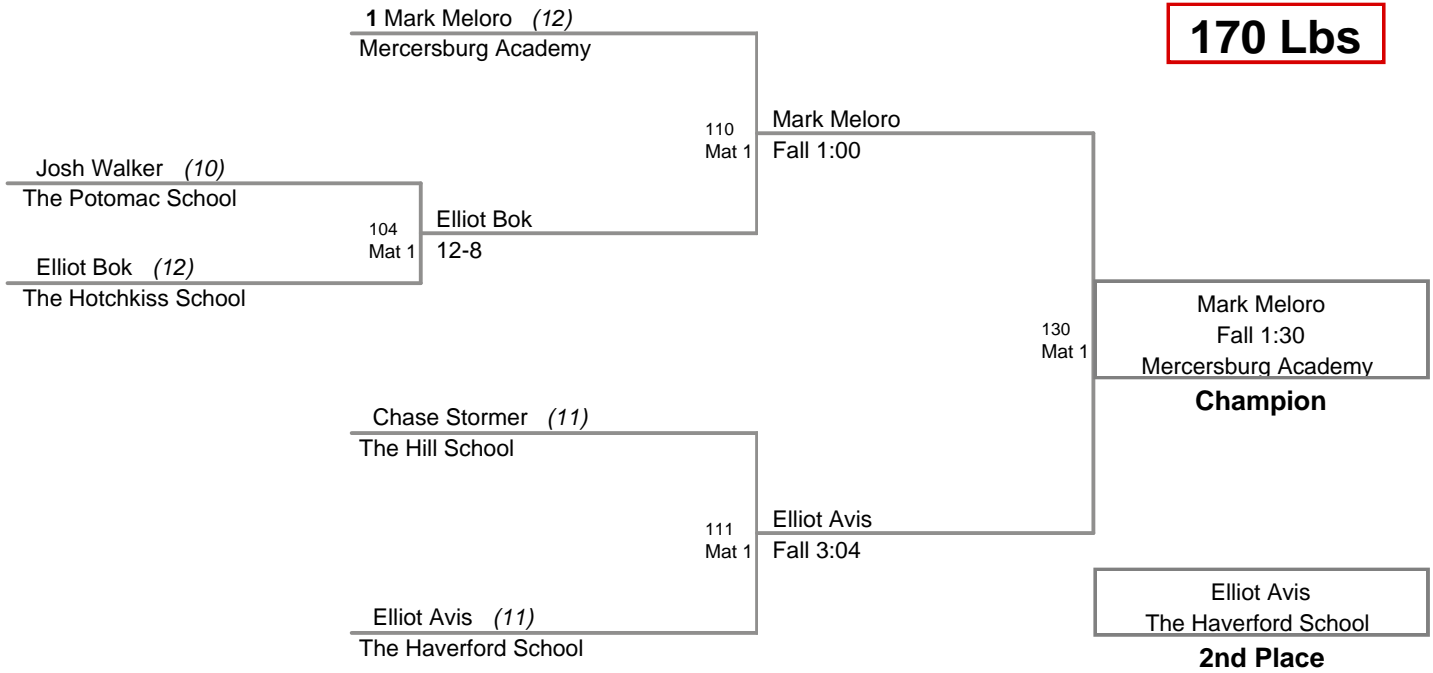 1 Mark Meloro (12)
Mercersburg Academy
170 Lbs
110
Mat 1
Mark Meloro
Fall 1:00
Josh Walker (10)
The Potomac School
104
Mat 1
Elliot Bok
12-8
Elliot Bok (12)
The Hotchkiss School
130
Mat 1
Mark Meloro
Fall 1:30
Mercersburg Academy
Champion
Chase Stormer (11)
The Hill School
111
Mat 1
Elliot Avis
Fall 3:04
Elliot Avis (11)
The Haverford School
Elliot Avis
The Haverford School
2nd Place